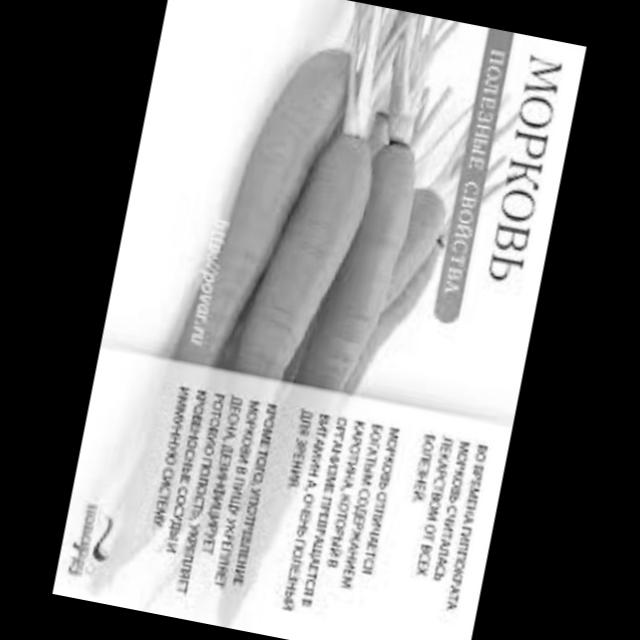 МОРКОВЬ
ПОЛЕЗНЫЕ СВОЙСТВА
http://povar.ru
ВО ВРЕМЕНА ГИППОКРАТА
МОРКОВЬ СЧИТАЛАСЬ
ЛЕКАРСТВОМ ОТ ВСЕХ
БОЛЕЗНЕЙ.
МОРКОВЬ ОТЛИЧАЕТСЯ
БОГАТЫМ СОДЕРЖАНИЕМ
КАРОТИНА, КОТОРЫЙ В
ОРГАНИЗМЕ ПРЕВРАЩАЕТСЯ В
ВИТАМИН А, ОЧЕНЬ ПОЛЕЗНЫЙ
ДЛЯ ЗРЕНИЯ.
КРОМЕ ТОГО, УПОТРЕБЛЕНИЕ
МОРКОВИ В ПИЩУ УКРЕПЛЯЕТ
ДЕСНА, ДЕЗИНФИЦИРУЕТ
РОТОВУЮ ПОЛОСТЬ, УКРЕПЛЯЕТ
КРОВЕНОСНЫЕ СОСУДЫ И
ИММУННУЮ СИСТЕМУ